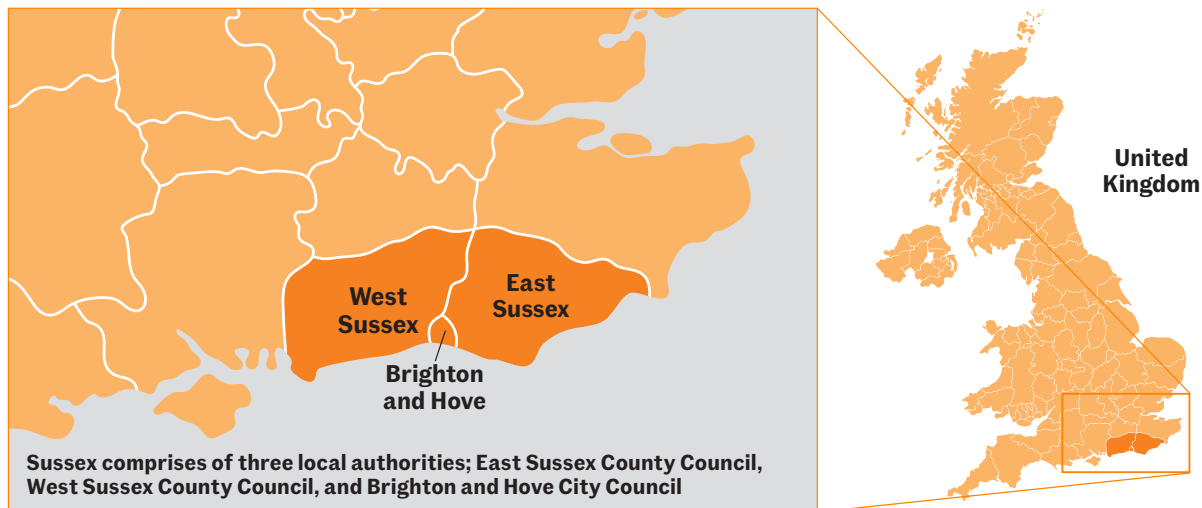 West
Sussex
East
Sussex
Brighton
and Hove
Sussex comprises of three local authorities; East Sussex County Council,
West Sussex County Council, and Brighton and Hove City Council
United
Kingdom